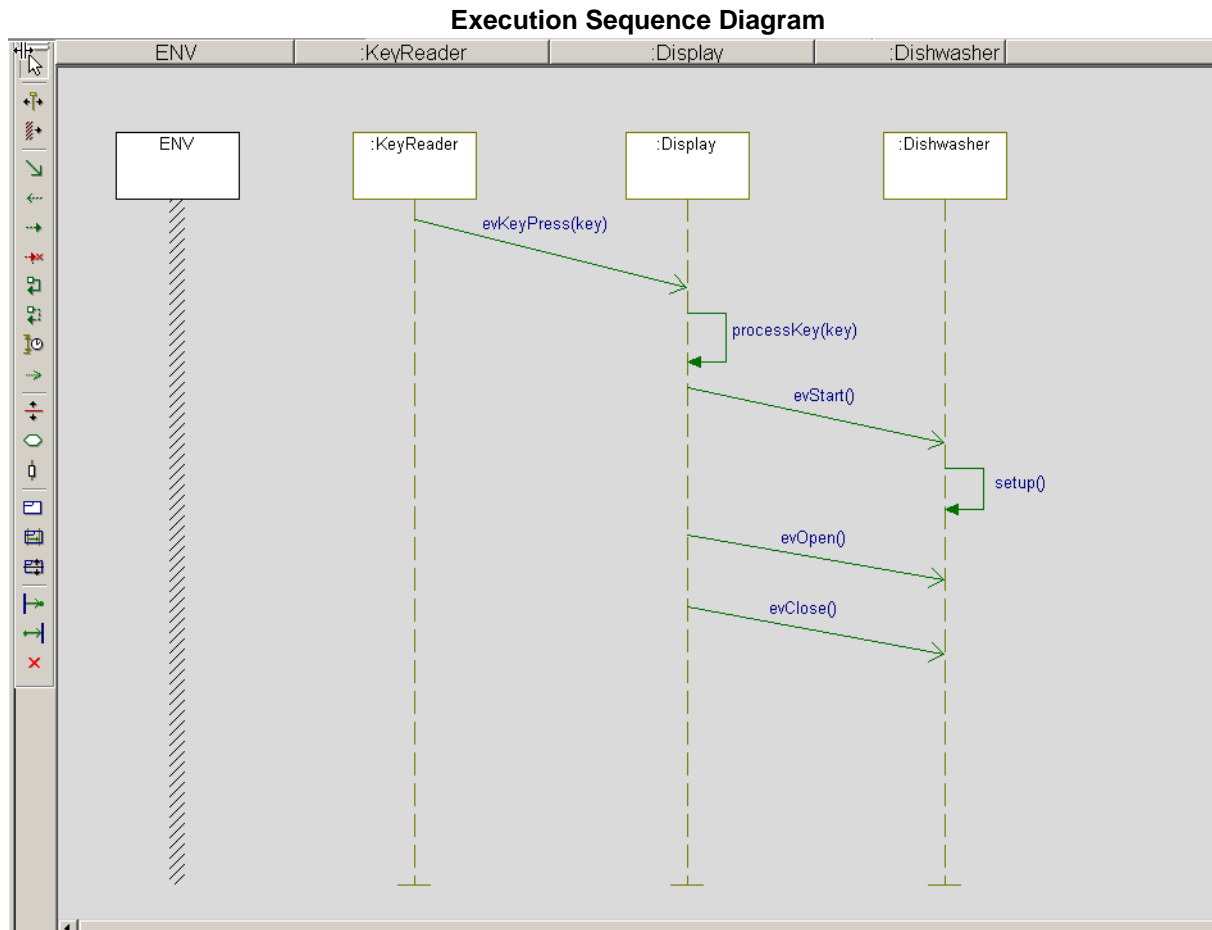 Execution Sequence Diagram
ENV :KeyReader :Display :Dishwasher
ENV :KeyReader :Display :Dishwasher
evKeyPress(key)
processKey(key)
evStart()
setup()
evOpen()
evClose()